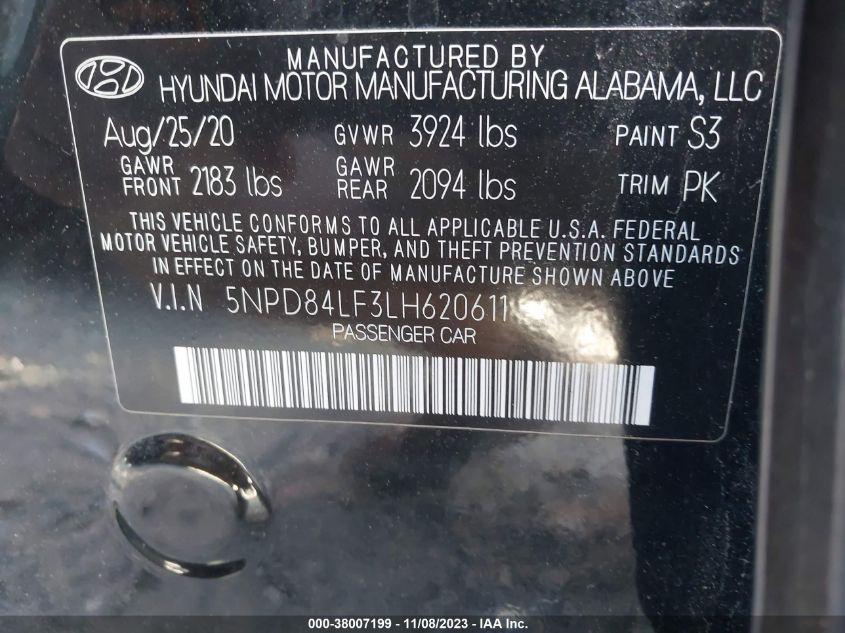 MANUFACTURED BY
HYUNDAI MOTOR MANUFACTURING ALABAMA, LLC
Aug/25/20 GVWR 3924 lbs PAINT S3
GAWR FRONT 2183 lbs GAWR REAR 2094 lbs TRIM PK
THIS VEHICLE CONFORMS TO ALL APPLICABLE U.S.A. FEDERAL
MOTOR VEHICLE SAFETY, BUMPER, AND THEFT PREVENTION STANDARDS
IN EFFECT ON THE DATE OF MANUFACTURE SHOWN ABOVE.
V.I.N 5NPD84LF3LH620611
PASSENGER CAR
000-38007199 - 11/08/2023 - IAA Inc.